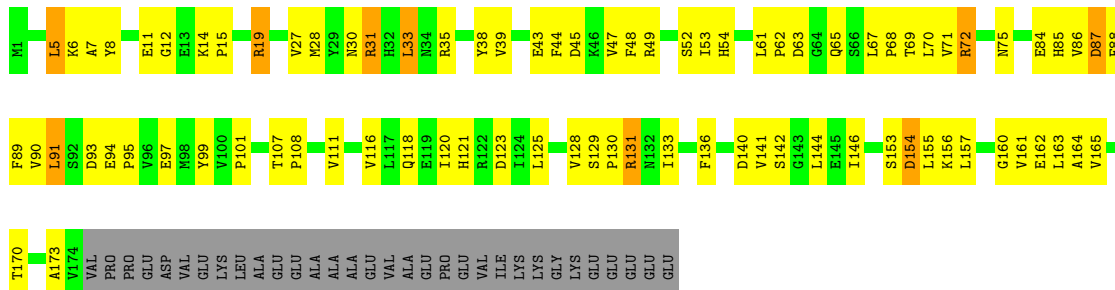 M1 L5 K6 A7 Y8 E11 G12 E13 K14 P15 R19 V27 M28 Y29 N30 R31 H32 L33 N34 R35 Y38 V39 E43 F44 D45 K46 V47 F48 R49 S52 I53 H54 L61 P62 D63 G64 Q65 S66 L67 P68 T69 L70 V71 R72 N75 E84 H85 V86 D87
F89 V90 L91 S92 D93 E94 P95 V96 E97 M98 Y99 V100 P101 T107 P108 V111 V116 L117 Q118 E119 I120 H121 R122 D123 I124 L125 V128 S129 P130 R131 N132 I133 F136 D140 V141 S142 G143 L144 E145 I146 S153 D154 L155 K156 L157 G160 V161 E162 L163 A164 V165
T170 A173 V174 VAL PRO PRO GLU ASP VAL GLU LYS LEU ALA GLU GLU ALA ALA ALA GLU VAL ALA GLU PRO GLU VAL ILE LYS LYS GLY LYS GLU GLU GLU GLU GLU